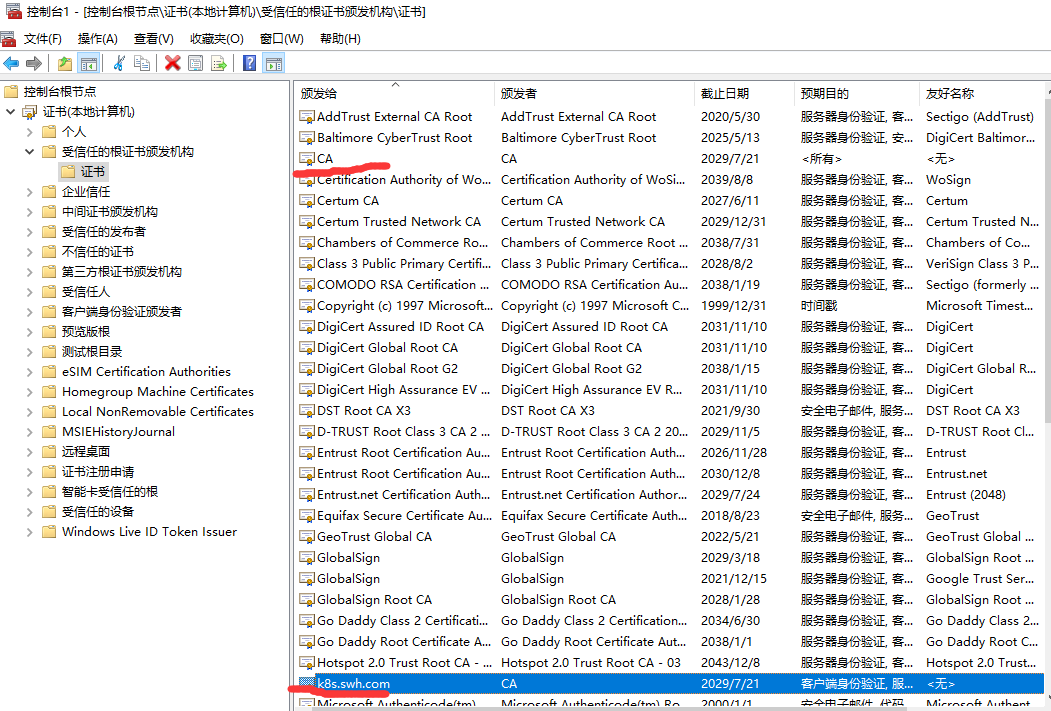 控制台1 - [控制台根节点\证书(本地计算机)\受信任的根证书颁发机构\证书]
文件(F) 操作(A) 查看(V) 收藏夹(O) 窗口(W) 帮助(H)
控制台根节点
证书(本地计算机)
个人
受信任的根证书颁发机构
证书
企业信任
中间证书颁发机构
受信任的发布者
不信任的证书
第三方根证书颁发机构
受信任人
客户端身份验证颁发者
预览版根
测试根目录
eSIM Certification Authorities
Homegroup Machine Certificates
Local NonRemovable Certificates
MSIEHistoryJournal
远程桌面
证书注册申请
智能卡受信任的根
受信任的设备
Windows Live ID Token Issuer
颁发给 颁发者 截止日期 预期目的 友好名称
AddTrust External CA Root AddTrust External CA Root 2020/5/30 服务器身份验证, 客... Sectigo (AddTrust)
Baltimore CyberTrust Root Baltimore CyberTrust Root 2025/5/13 服务器身份验证, 安... DigiCert Baltimor...
CA CA 2029/7/21 <所有> <无>
Certification Authority of Wo... Certification Authority of WoSi... 2039/8/8 服务器身份验证, 客... WoSign
Certum CA Certum CA 2027/6/11 服务器身份验证, 客... Certum
Certum Trusted Network CA Certum Trusted Network CA 2029/12/31 服务器身份验证, 客... Certum Trusted N...
Chambers of Commerce Ro... Chambers of Commerce Root ... 2038/7/31 服务器身份验证, 客... Chambers of Co...
Class 3 Public Primary Certifi... Class 3 Public Primary Certifica... 2028/8/2 服务器身份验证, 客... VeriSign Class 3 P...
COMODO RSA Certification ... COMODO RSA Certification Au... 2038/1/19 服务器身份验证, 客... Sectigo (formerly ...
Copyright (c) 1997 Microsoft... Copyright (c) 1997 Microsoft C... 1999/12/31 时间戳 Microsoft Timest...
DigiCert Assured ID Root CA DigiCert Assured ID Root CA 2031/11/10 服务器身份验证, 客... DigiCert
DigiCert Global Root CA DigiCert Global Root CA 2031/11/10 服务器身份验证, 客... DigiCert
DigiCert Global Root G2 DigiCert Global Root G2 2038/1/15 服务器身份验证, 客... DigiCert Global R...
DigiCert High Assurance EV ... DigiCert High Assurance EV R... 2031/11/10 服务器身份验证, 客... DigiCert
DST Root CA X3 DST Root CA X3 2021/9/30 安全电子邮件, 服务... DST Root CA X3
D-TRUST Root Class 3 CA 2 ... D-TRUST Root Class 3 CA 2 20... 2029/11/5 服务器身份验证, 客... D-TRUST Root Cl...
Entrust Root Certification Au... Entrust Root Certification Auth... 2026/11/28 服务器身份验证, 客... Entrust
Entrust Root Certification Au... Entrust Root Certification Auth... 2030/12/8 服务器身份验证, 客... Entrust.net
Entrust.net Certification Auth... Entrust.net Certification Author... 2029/7/24 服务器身份验证, 客... Entrust (2048)
Equifax Secure Certificate Au... Equifax Secure Certificate Auth... 2018/8/23 安全电子邮件, 服务... GeoTrust
GeoTrust Global CA GeoTrust Global CA 2022/5/21 服务器身份验证, 客... GeoTrust Global ...
GlobalSign GlobalSign 2029/3/18 服务器身份验证, 客... GlobalSign Root ...
GlobalSign GlobalSign 2021/12/15 服务器身份验证, 客... Google Trust Ser...
GlobalSign Root CA GlobalSign Root CA 2028/1/28 服务器身份验证, 客... GlobalSign Root ...
Go Daddy Class 2 Certificati... Go Daddy Class 2 Certification... 2034/6/30 服务器身份验证, 客... Go Daddy Class 2...
Go Daddy Root Certificate A... Go Daddy Root Certificate Aut... 2038/1/1 服务器身份验证, 客... Go Daddy Root C...
Hotspot 2.0 Trust Root CA - ... Hotspot 2.0 Trust Root CA - 03 2043/12/8 服务器身份验证, 客... Hotspot 2.0 Trust...
k8s.swh.com CA 2029/7/21 客户端身份验证, 服... <无>
Microsoft Authenticode(tm) ... Microsoft Authenticode(tm) Ro... 2000/1/1 安全电子邮件, 代码... Microsoft Authent...